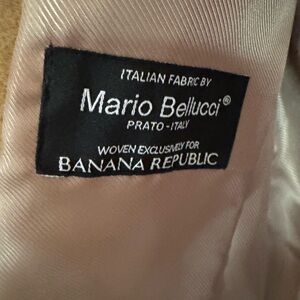 ITALIAN FABRIC BY
Mario Bellucci®
PRATO - ITALY
WOVEN EXCLUSIVELY FOR
BANANA REPUBLIC